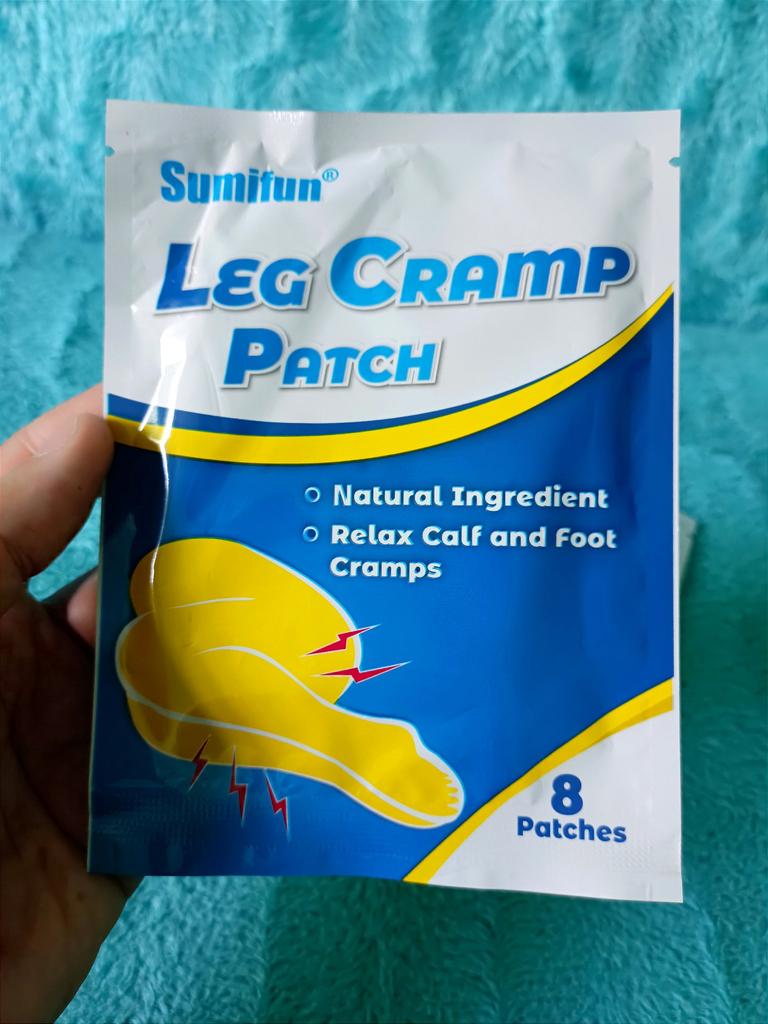 Sumifun®
Leg Cramp
Patch
Natural Ingredient
Relax Calf and Foot
Cramps
8
Patches